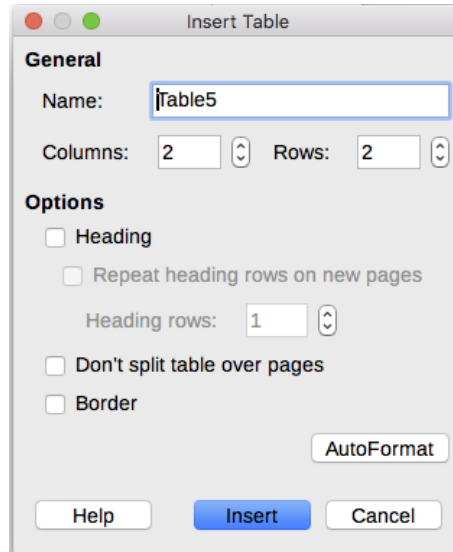 Insert Table
General
Name: Table5
Columns: 2 Rows: 2
Options
Heading
Repeat heading rows on new pages
Heading rows: 1
Don't split table over pages
Border
AutoFormat
Help Insert Cancel